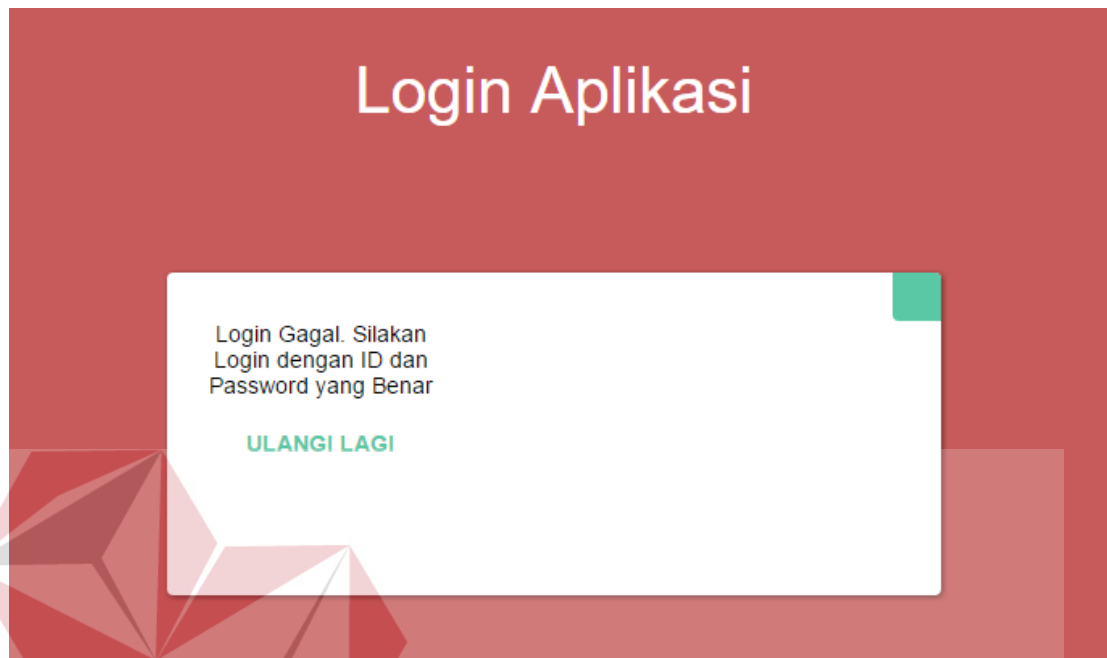 Login Aplikasi
Login Gagal. Silakan
Login dengan ID dan
Password yang Benar
ULANGI LAGI